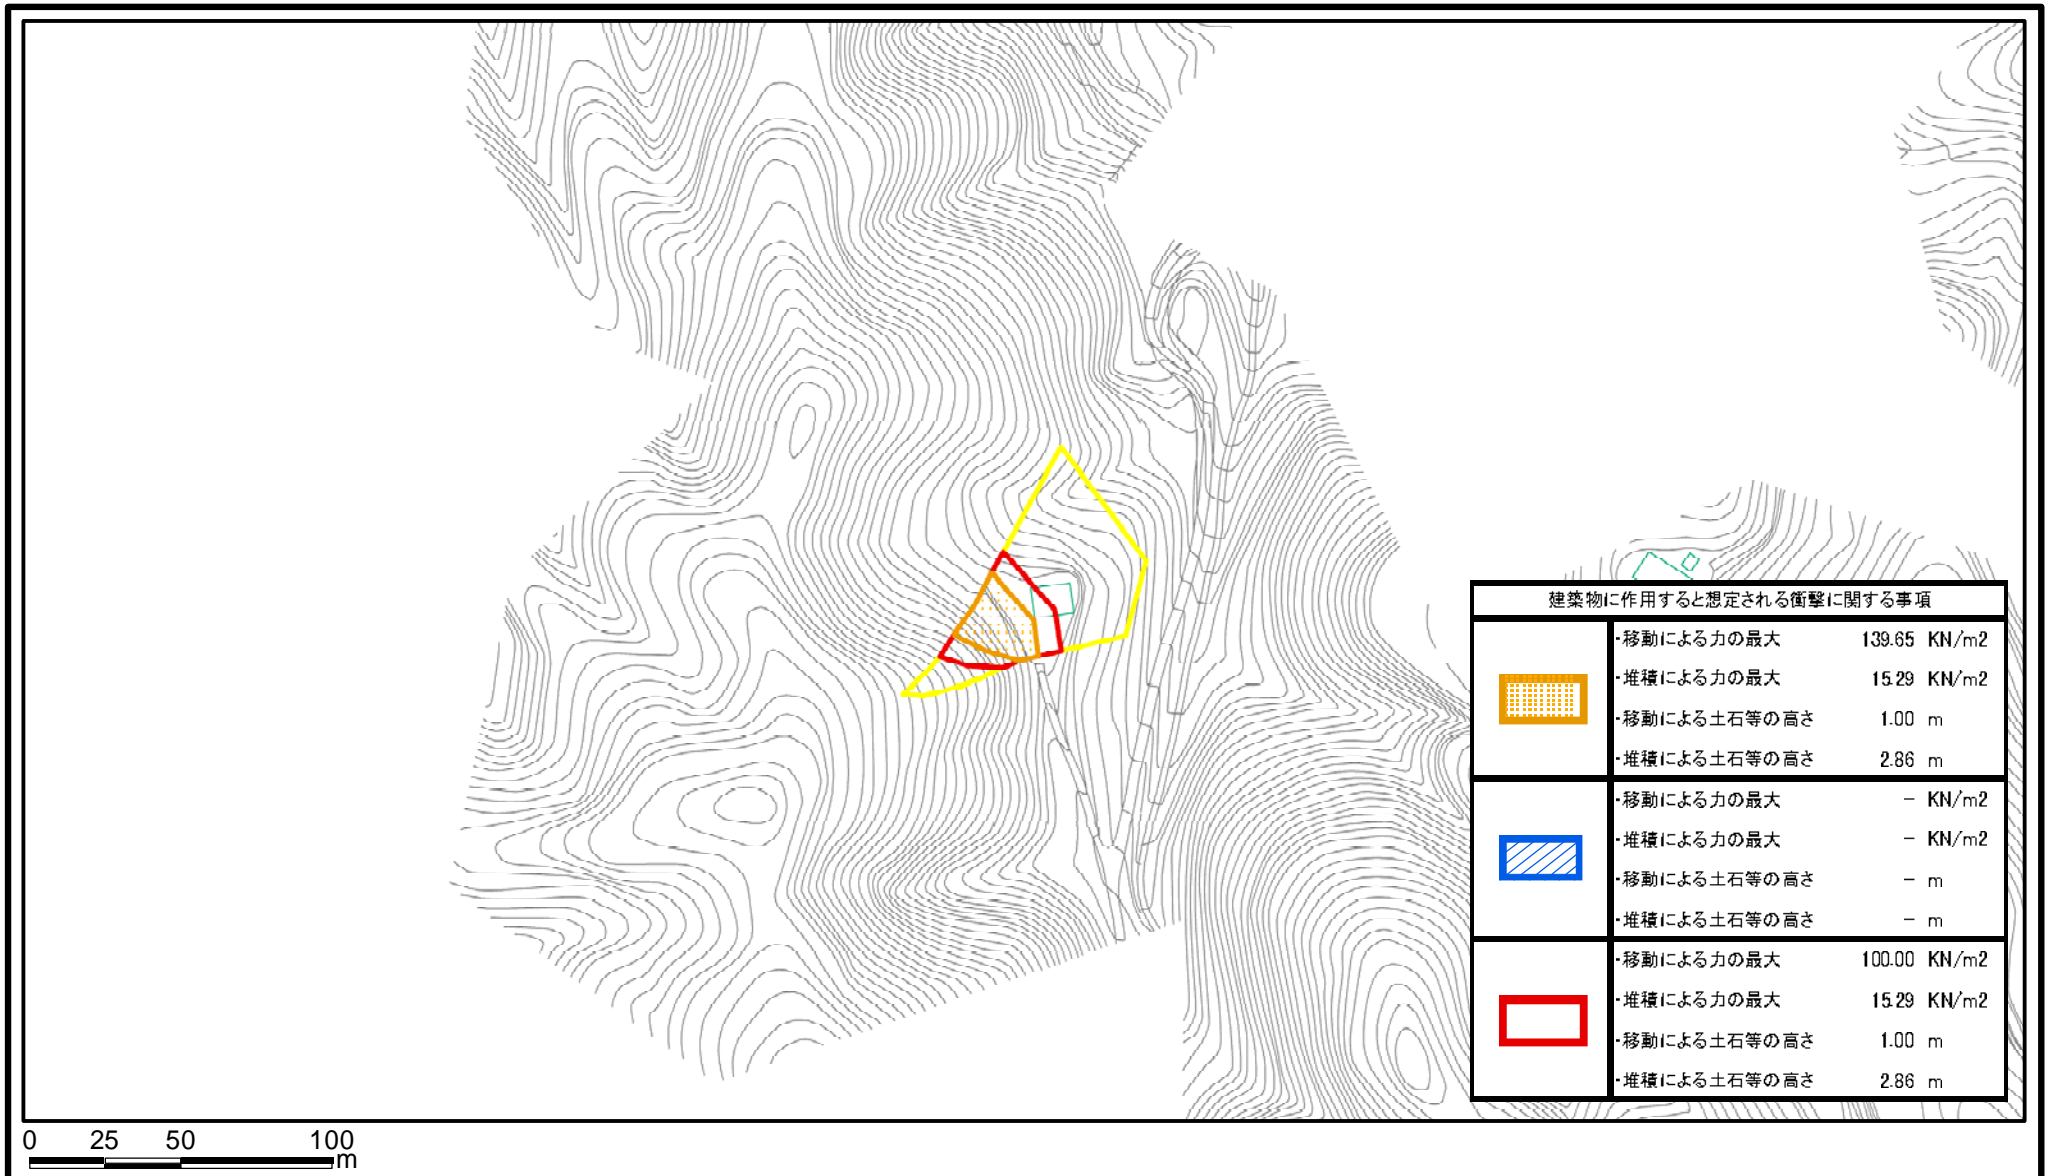 建築物に作用すると想定される衝撃に関する事項
・移動による力の最大 139.65 KN/m2
・堆積による力の最大 15.29 KN/m2
・移動による土石等の高さ 1.00 m
・堆積による土石等の高さ 2.86 m
・移動による力の最大 － KN/m2
・堆積による力の最大 － KN/m2
・移動による土石等の高さ － m
・堆積による土石等の高さ － m
・移動による力の最大 100.00 KN/m2
・堆積による力の最大 15.29 KN/m2
・移動による土石等の高さ 1.00 m
・堆積による土石等の高さ 2.86 m
0 25 50 100
m